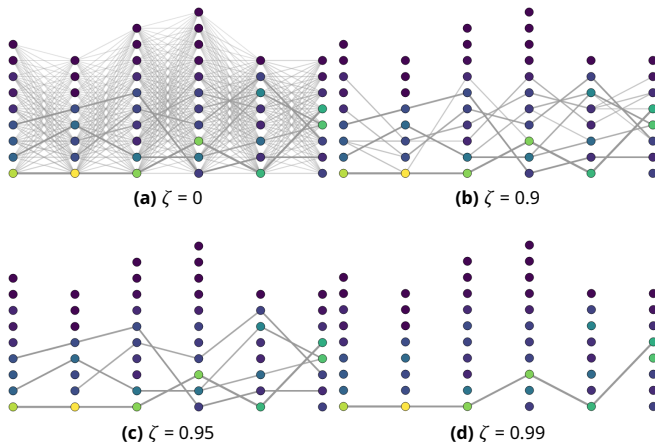 (a) ζ = 0
(b) ζ = 0.9
(c) ζ = 0.95
(d) ζ = 0.99